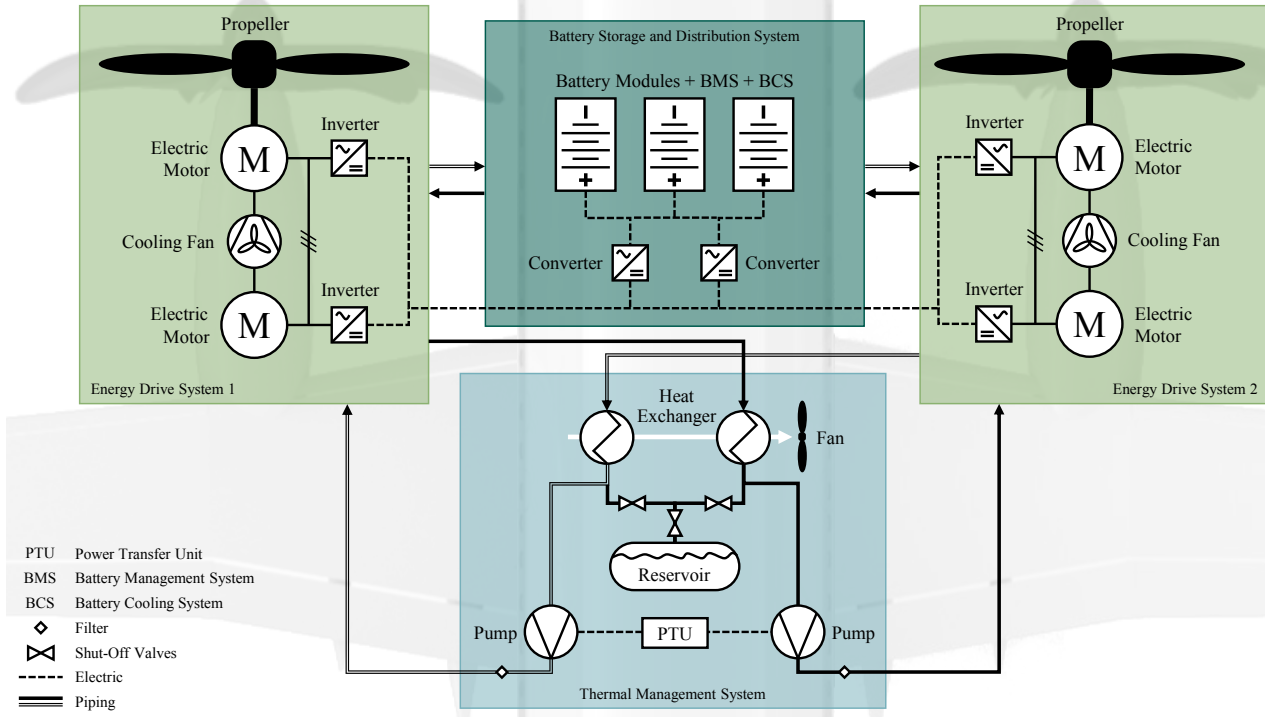 Propeller
Inverter
Electric
Motor
M
Cooling Fan
Inverter
Electric
Motor
M
Energy Drive System 1
Battery Storage and Distribution System
Battery Modules + BMS + BCS
Converter
Converter
Propeller
Inverter
Electric
Motor
M
Cooling Fan
Inverter
Electric
Motor
M
Energy Drive System 2
Heat
Exchanger
Fan
Reservoir
Pump
PTU
Pump
Thermal Management System
PTU Power Transfer Unit
BMS Battery Management System
BCS Battery Cooling System
Filter
Shut-Off Valves
Electric
Piping